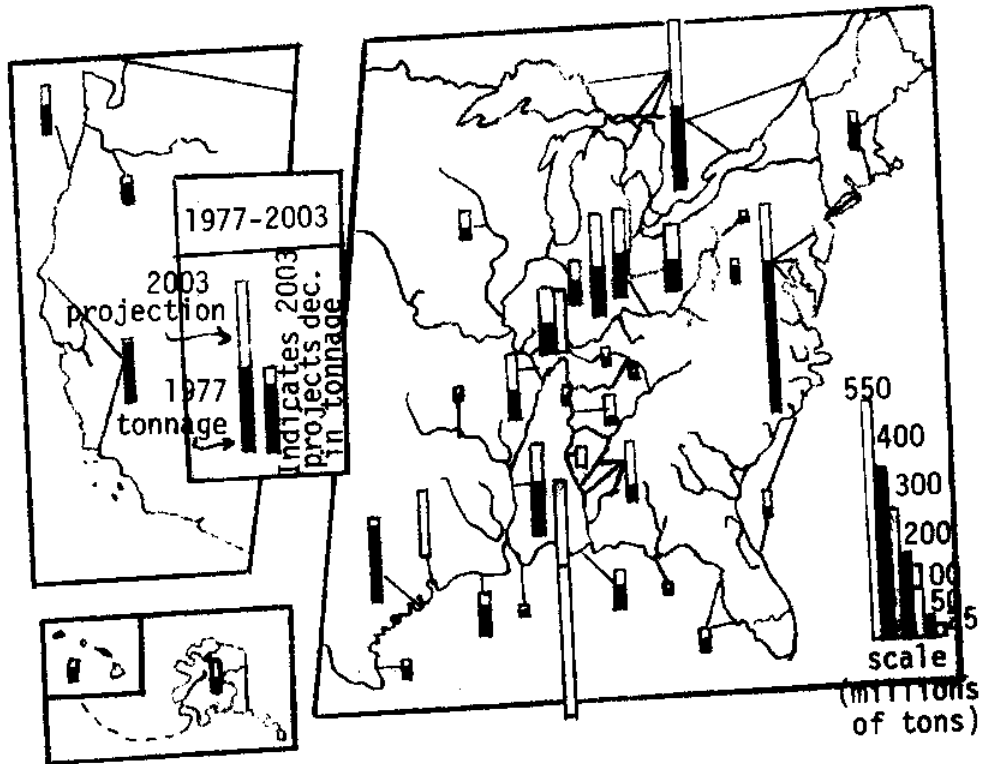 1977-2003
2003
projection
1977
tonnage
Indicates 2003
projects dec.
in tonnage
550
400
300
200
100
50
25
scale
(millions
of tons)